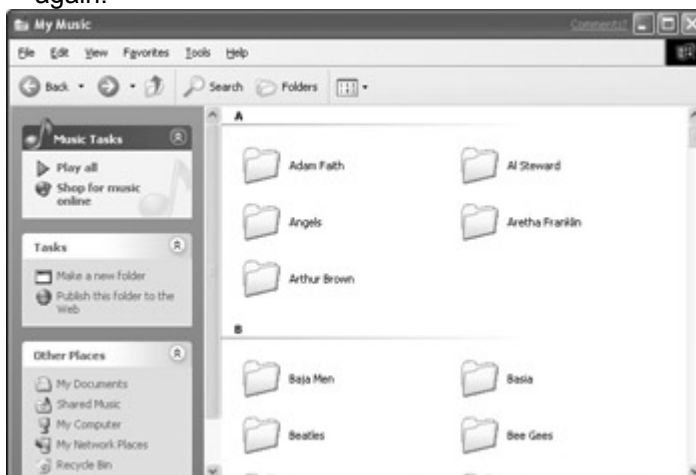 again.
My Music
Comments?
File Edit View Favorites Tools Help
Back Search Folders
Music Tasks
Play all
Shop for music
online
Tasks
Make a new folder
Publish this folder to the
Web
Other Places
My Documents
Shared Music
My Computer
My Network Places
Recycle Bin
A
Adam Faith Al Steward
Angels Aretha Franklin
Arthur Brown
B
Baja Men Basia
Beatles Bee Gees